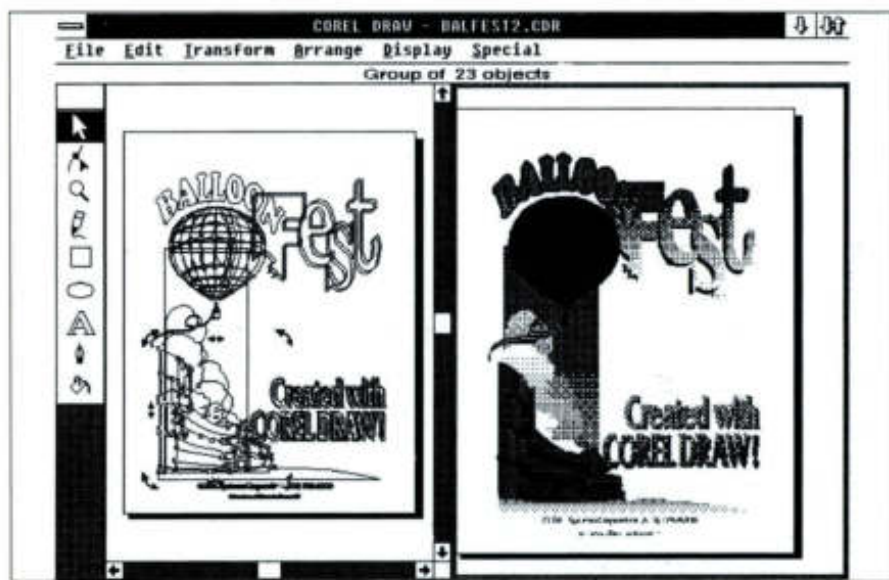 COREL DRAW - BALFEST2.CDR
File Edit Transform Arrange Display Special
Group of 23 objects
A
BALLOON
Fest
Created with
COREL DRAW!
BALLOON
Fest
Created with
COREL DRAW!